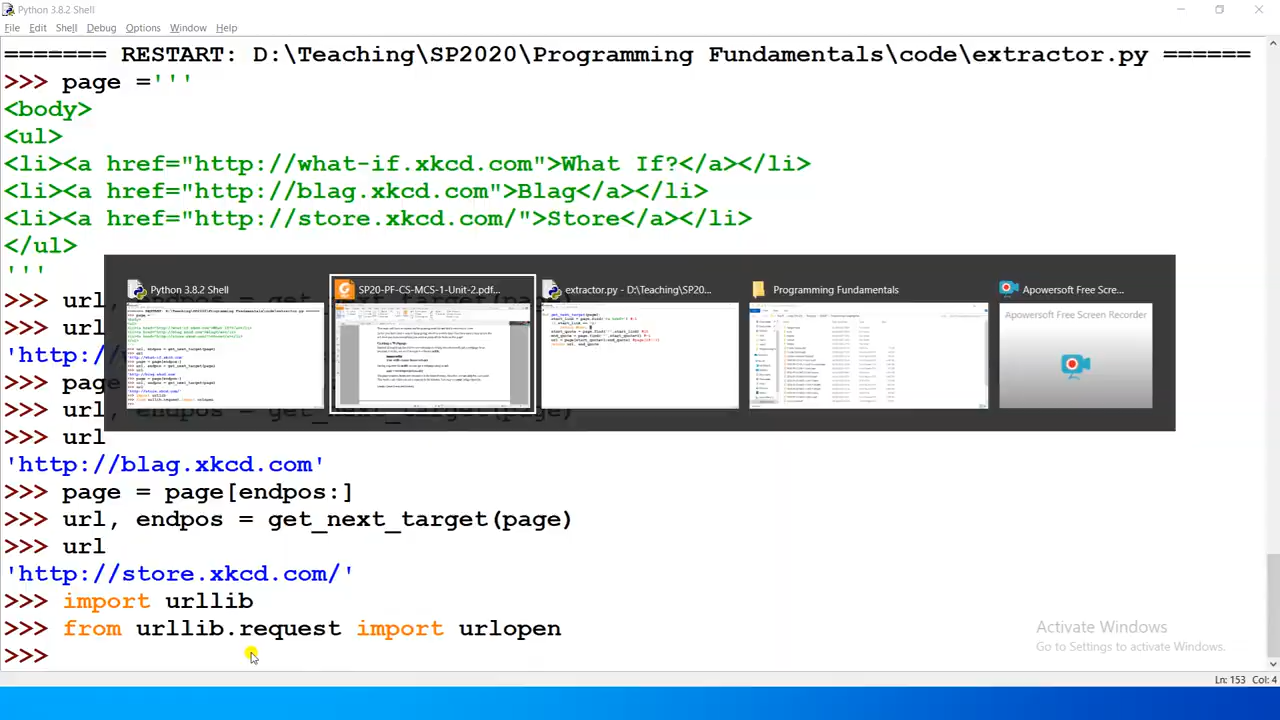 Python 3.8.2 Shell
File Edit Shell Debug Options Window Help
======= RESTART: D:\Teaching\SP2020\Programming Fundamentals\code\extractor.py ======
>>> page ='''
<body>
<ul>
<li><a href="http://what-if.xkcd.com">What If?</a></li>
<li><a href="http://blag.xkcd.com">Blag</a></li>
<li><a href="http://store.xkcd.com/">Store</a></li>
</ul>
'''
Python 3.8.2 Shell
SP20-PF-CS-MCS-1-Unit-2.pdf...
extractor.py - D:\Teaching\SP20...
Programming Fundamentals
Apowersoft Free Scre...
Apowersoft Free Screen Recorder
>>> url, endpos = get_next_target(page)
>>> url
'http://
>>> page
>>> url, endpos = get_next_target(page)
>>> url
'http://blag.xkcd.com'
>>> page = page[endpos:]
>>> url, endpos = get_next_target(page)
>>> url
'http://store.xkcd.com/'
>>> import urllib
>>> from urllib.request import urlopen
>>>
Activate Windows
Go to Settings to activate Windows.
Ln: 153 Col: 4